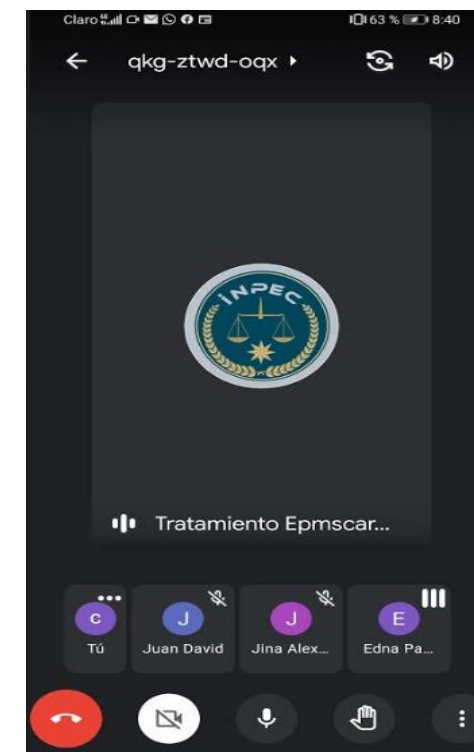 Claro 63 % 8:40
qkg-ztwd-oqx
INPEC
Tratamiento Epmscar...
C J J E
Tú Juan David Jina Alex... Edna Pa...